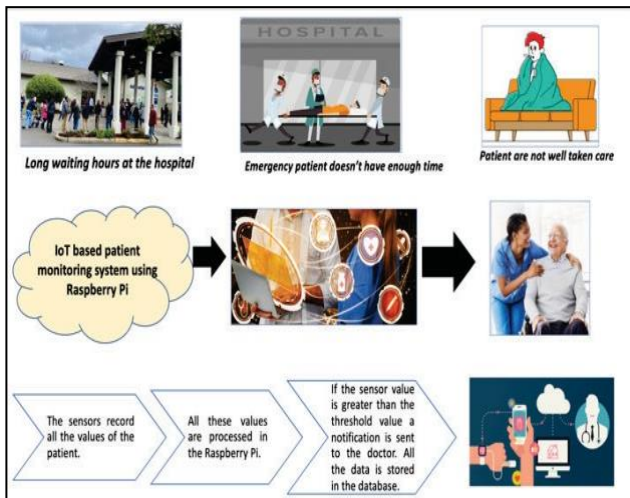 HOSPITAL
Long waiting hours at the hospital
Emergency patient doesn't have enough time
Patient are not well taken care
IoT based patient
monitoring system using
Raspberry Pi
The sensors record
all the values of the
patient.
All these values
are processed in
the Raspberry Pi.
If the sensor value
is greater than the
threshold value a
notification is sent
to the doctor. All
the data is stored
in the database.